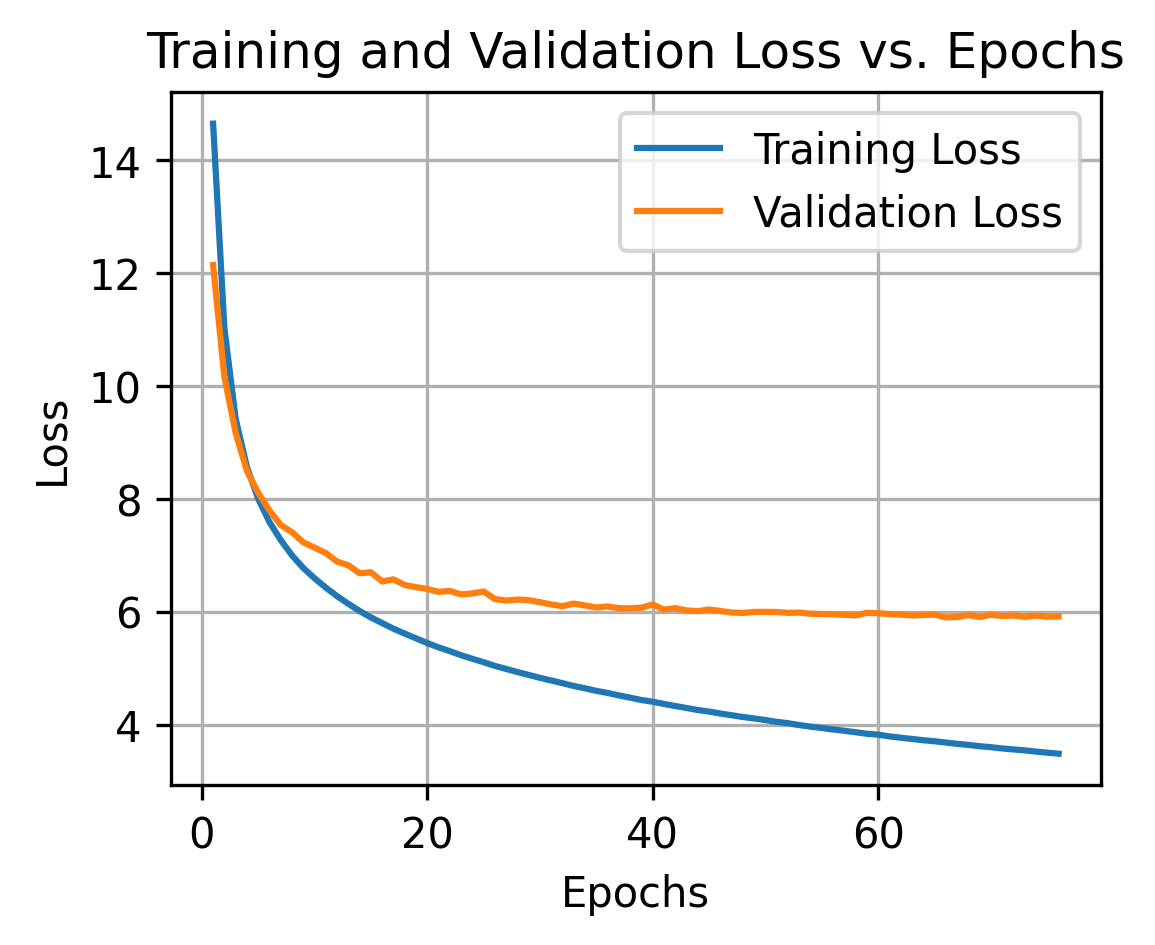 Training and Validation Loss vs. Epochs
Training Loss
Validation Loss
14
12
10
8
6
4
Loss
0 20 40 60
Epochs